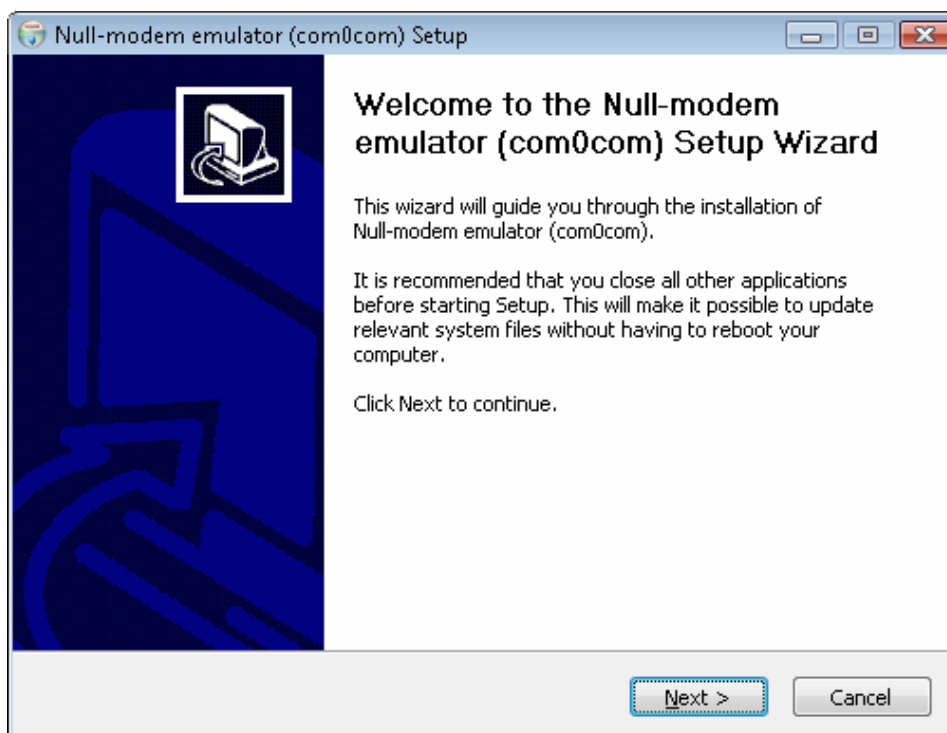 Null-modem emulator (com0com) Setup
Welcome to the Null-modem
emulator (com0com) Setup Wizard
This wizard will guide you through the installation of
Null-modem emulator (com0com).
It is recommended that you close all other applications
before starting Setup. This will make it possible to update
relevant system files without having to reboot your
computer.
Click Next to continue.
Next >
Cancel